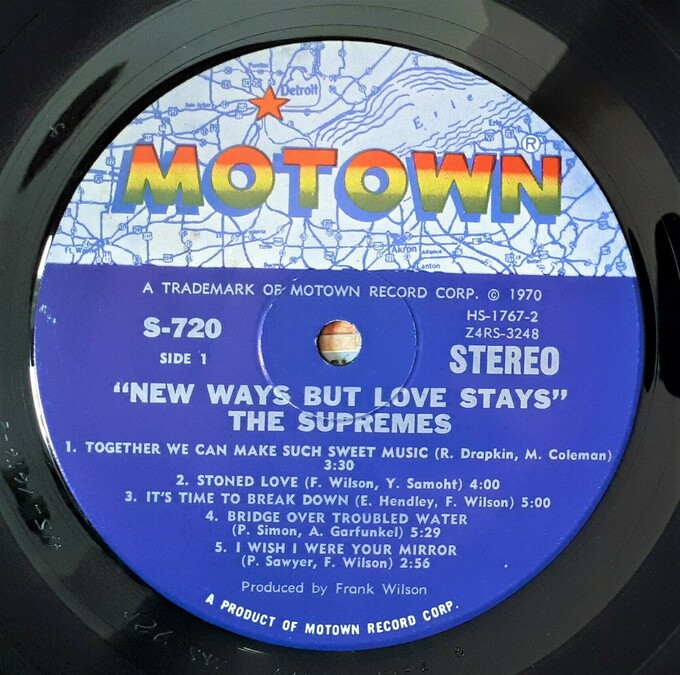 Detroit
Ann Arbor
Erie
Erie
®
MOTOWN
Akron
Alliance
A TRADEMARK OF MOTOWN RECORD CORP. © 1970
S-720
HS-1767-2
Z4RS-3248
SIDE 1
STEREO
"NEW WAYS BUT LOVE STAYS"
THE SUPREMES
1. TOGETHER WE CAN MAKE SUCH SWEET MUSIC (R. Drapkin, M. Coleman)
3:30
2. STONED LOVE (F. Wilson, Y. Samoht) 4:00
3. IT'S TIME TO BREAK DOWN (E. Hendley, F. Wilson) 5:00
4. BRIDGE OVER TROUBLED WATER
(P. Simon, A. Garfunkel) 5:29
5. I WISH I WERE YOUR MIRROR
(P. Sawyer, F. Wilson) 2:56
Produced by Frank Wilson
A PRODUCT OF MOTOWN RECORD CORP.